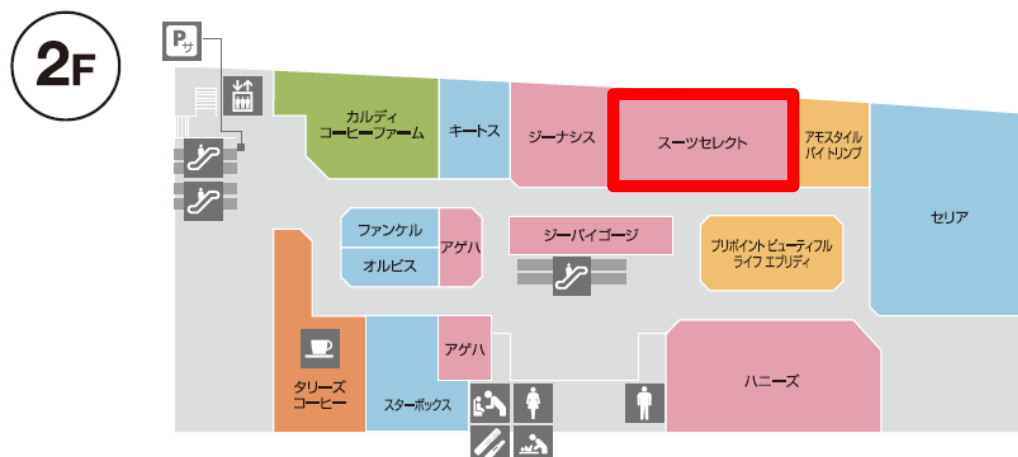 2F
Pサ
カルディ
コーヒーファーム
キートス
ジーナシス
スーツセレクト
アモスタイル
バイ トリンプ
セリア
ファンケル
オルビス
アゲハ
ジーバイゴージ
プリポイント ビューティフル
ライフ エブリディ
タリーズ
コーヒー
スターボックス
アゲハ
ハニーズ